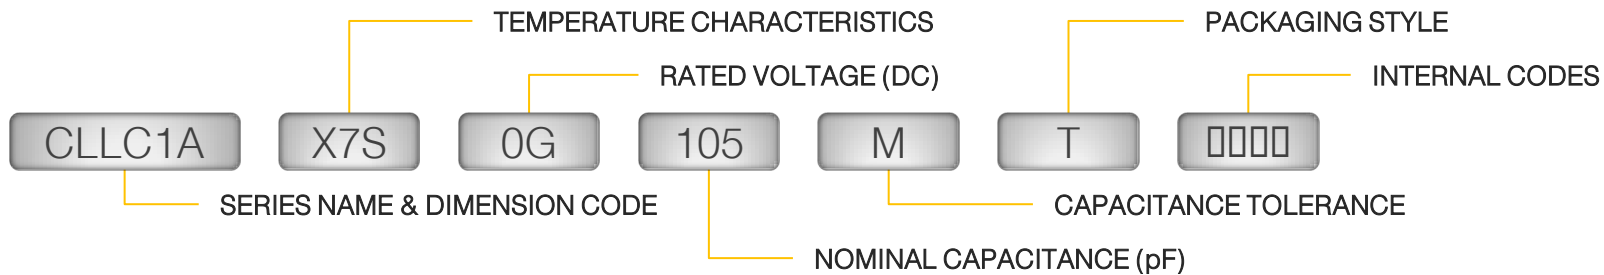 TEMPERATURE CHARACTERISTICS PACKAGING STYLE
RATED VOLTAGE (DC) INTERNAL CODES
CLLC1A X7S 0G 105 M T ▯▯▯▯
SERIES NAME & DIMENSION CODE CAPACITANCE TOLERANCE
NOMINAL CAPACITANCE (pF)